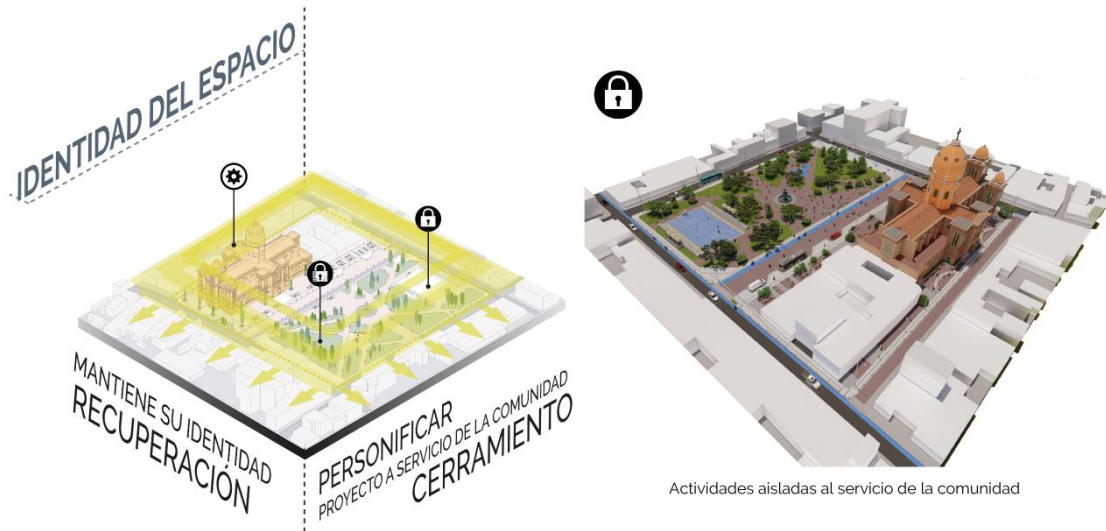 IDENTIDAD DEL ESPACIO
MANTIENE SU IDENTIDAD
RECUPERACIÓN
PERSONIFICAR
PROYECTO A SERVICIO DE LA COMUNIDAD
CERRAMIENTO
Actividades aisladas al servicio de la comunidad